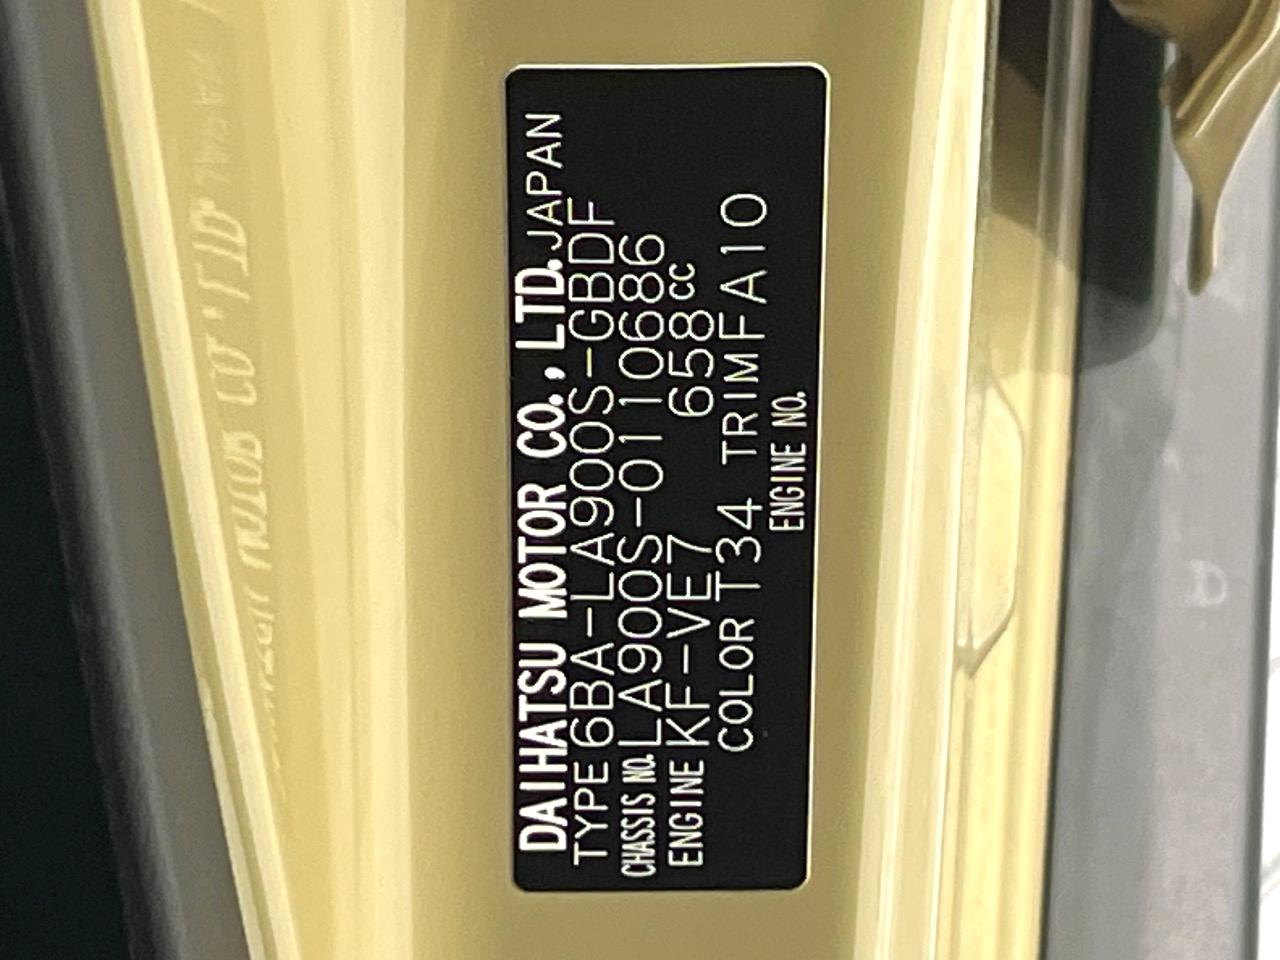 DAIHATSU MOTOR CO., LTD. JAPAN
TYPE 6BA-LA900S-GBDF
CHASSIS NO. LA900S-0110686
ENGINE KF-VE7 658cc
COLOR T34 TRIM FA10
ENGINE NO.